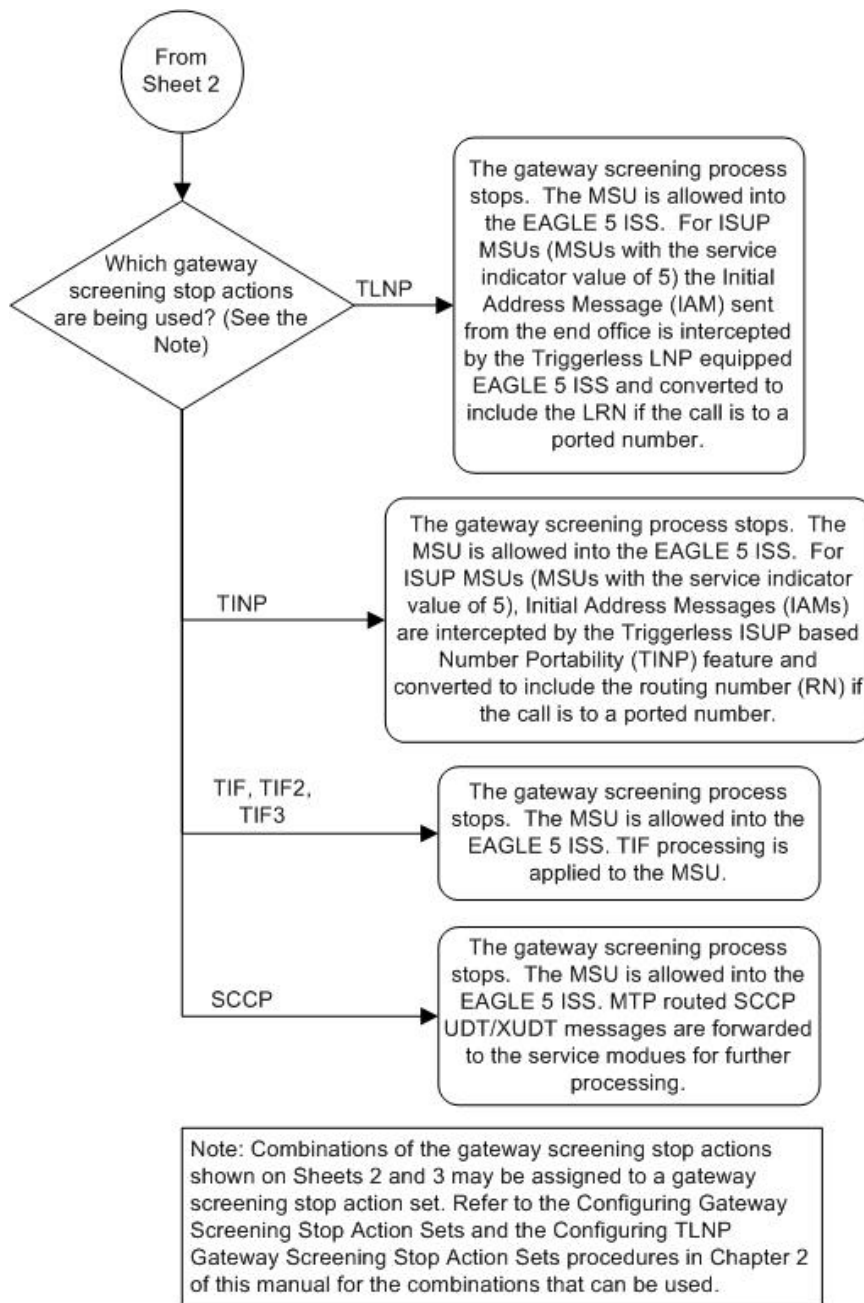 From
Sheet 2
Which gateway
screening stop actions
are being used? (See the
Note)
TLNP
The gateway screening process
stops.  The MSU is allowed into
the EAGLE 5 ISS.  For ISUP
MSUs (MSUs with the service
indicator value of 5) the Initial
Address Message (IAM) sent
from the end office is intercepted
by the Triggerless LNP equipped
EAGLE 5 ISS and converted to
include the LRN if the call is to a
ported number.
TINP
The gateway screening process stops.  The
MSU is allowed into the EAGLE 5 ISS.  For
ISUP MSUs (MSUs with the service indicator
value of 5), Initial Address Messages (IAMs)
are intercepted by the Triggerless ISUP based
Number Portability (TINP) feature and
converted to include the routing number (RN) if
the call is to a ported number.
TIF, TIF2,
TIF3
The gateway screening process
stops.  The MSU is allowed into the
EAGLE 5 ISS. TIF processing is
applied to the MSU.
SCCP
The gateway screening process
stops.  The MSU is allowed into the
EAGLE 5 ISS. MTP routed SCCP
UDT/XUDT messages are forwarded
to the service modues for further
processing.
Note: Combinations of the gateway screening stop actions
shown on Sheets 2 and 3 may be assigned to a gateway
screening stop action set. Refer to the Configuring Gateway
Screening Stop Action Sets and the Configuring TLNP
Gateway Screening Stop Action Sets procedures in Chapter 2
of this manual for the combinations that can be used.